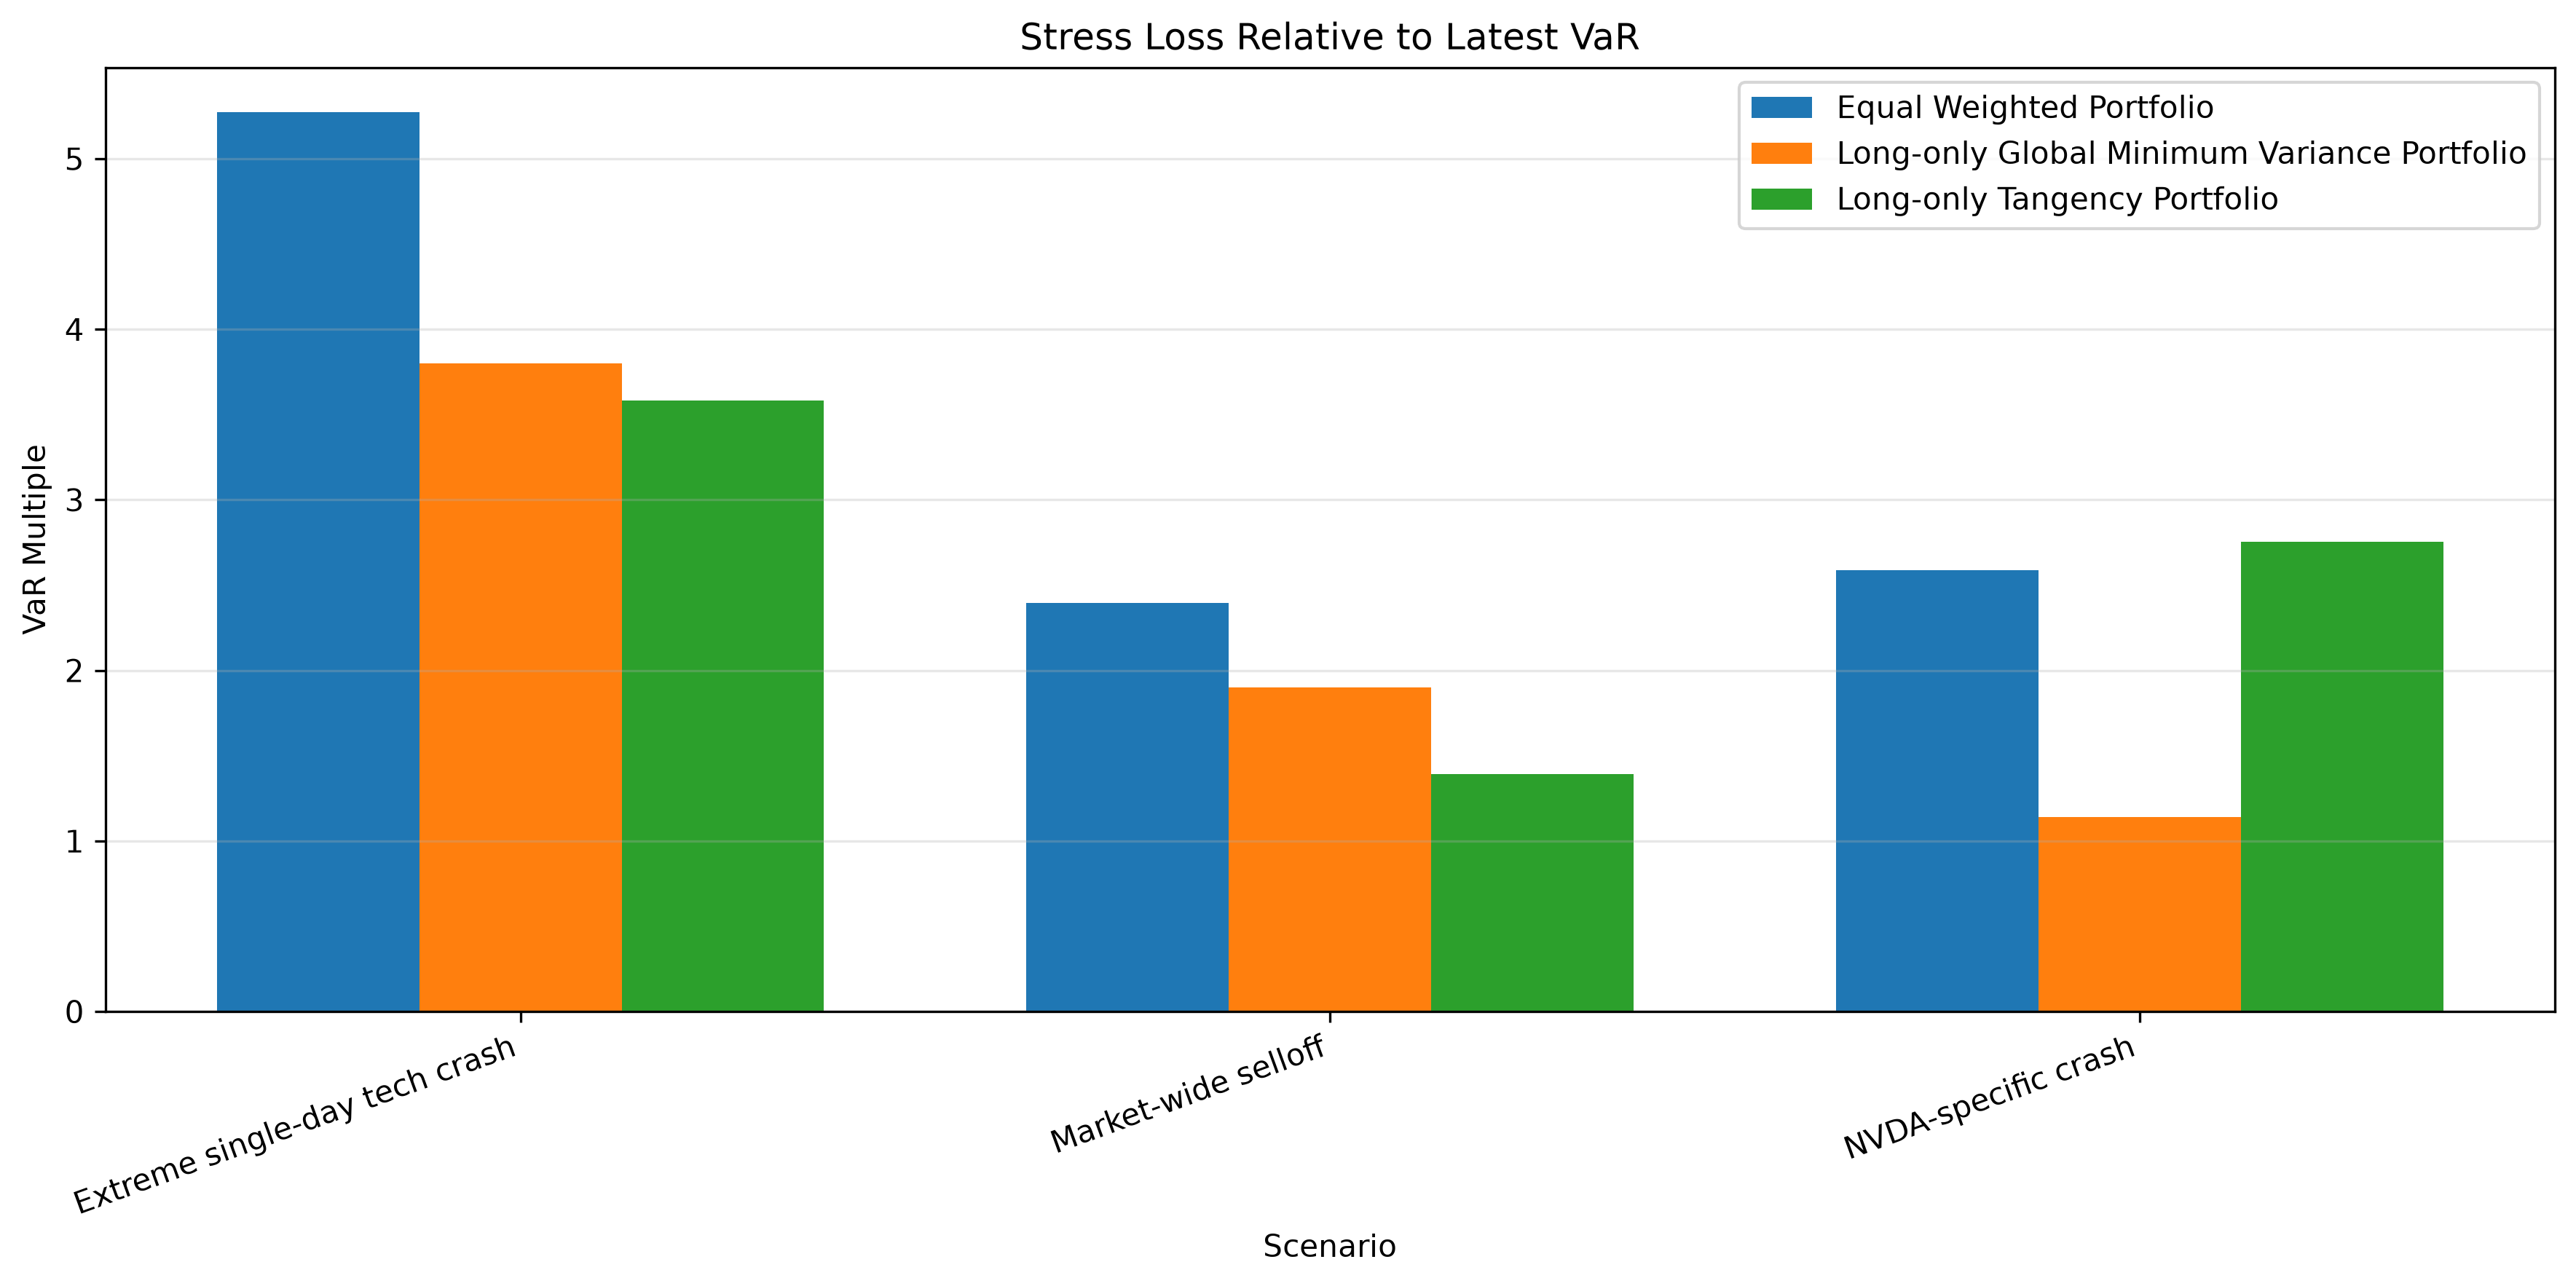 Stress Loss Relative to Latest VaR
Equal Weighted Portfolio
Long-only Global Minimum Variance Portfolio
Long-only Tangency Portfolio
VaR Multiple
5
4
3
2
1
0
Extreme single-day tech crash
Market-wide selloff
NVDA-specific crash
Scenario